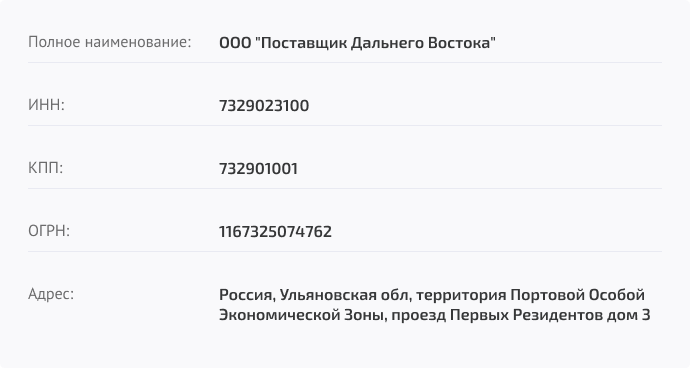 Полное наименование: ООО "Поставщик Дальнего Востока"
ИНН: 7329023100
КПП: 732901001
ОГРН: 1167325074762
Адрес: Россия, Ульяновская обл, территория Портовой Особой
Экономической Зоны, проезд Первых Резидентов дом 3